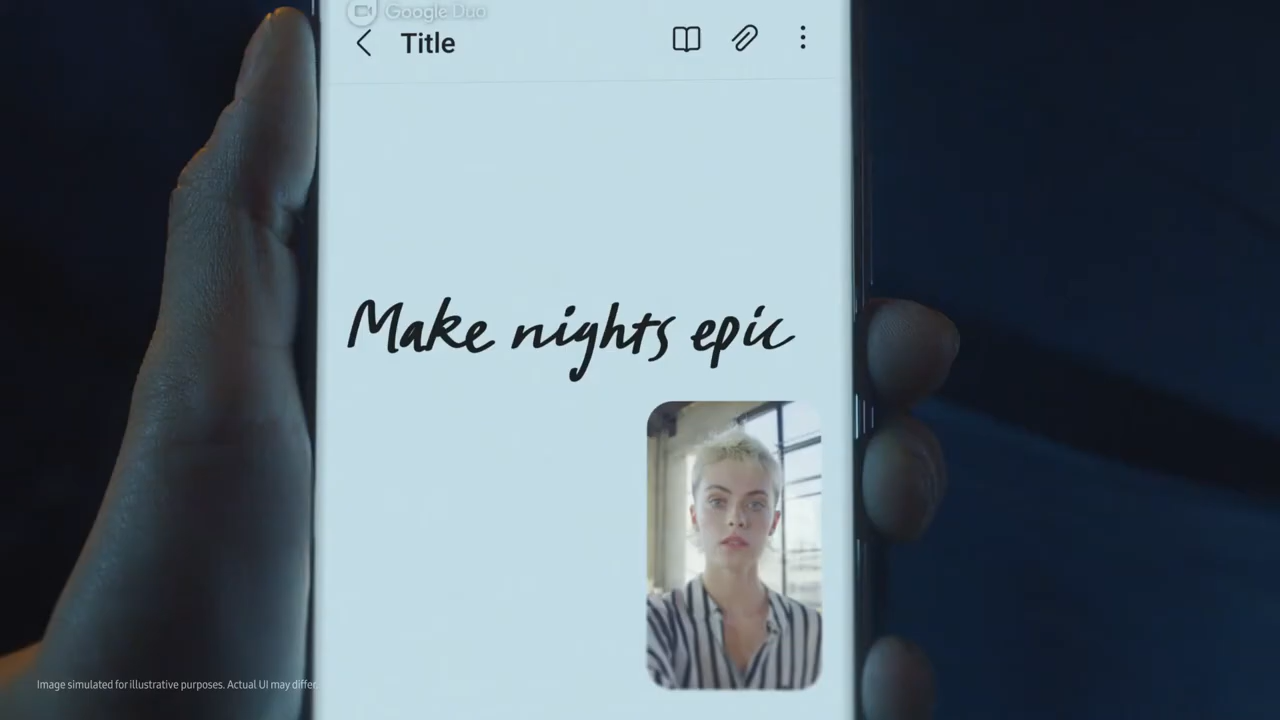 Google Duo
Title
Make nights epic
Image simulated for illustrative purposes. Actual UI may differ.